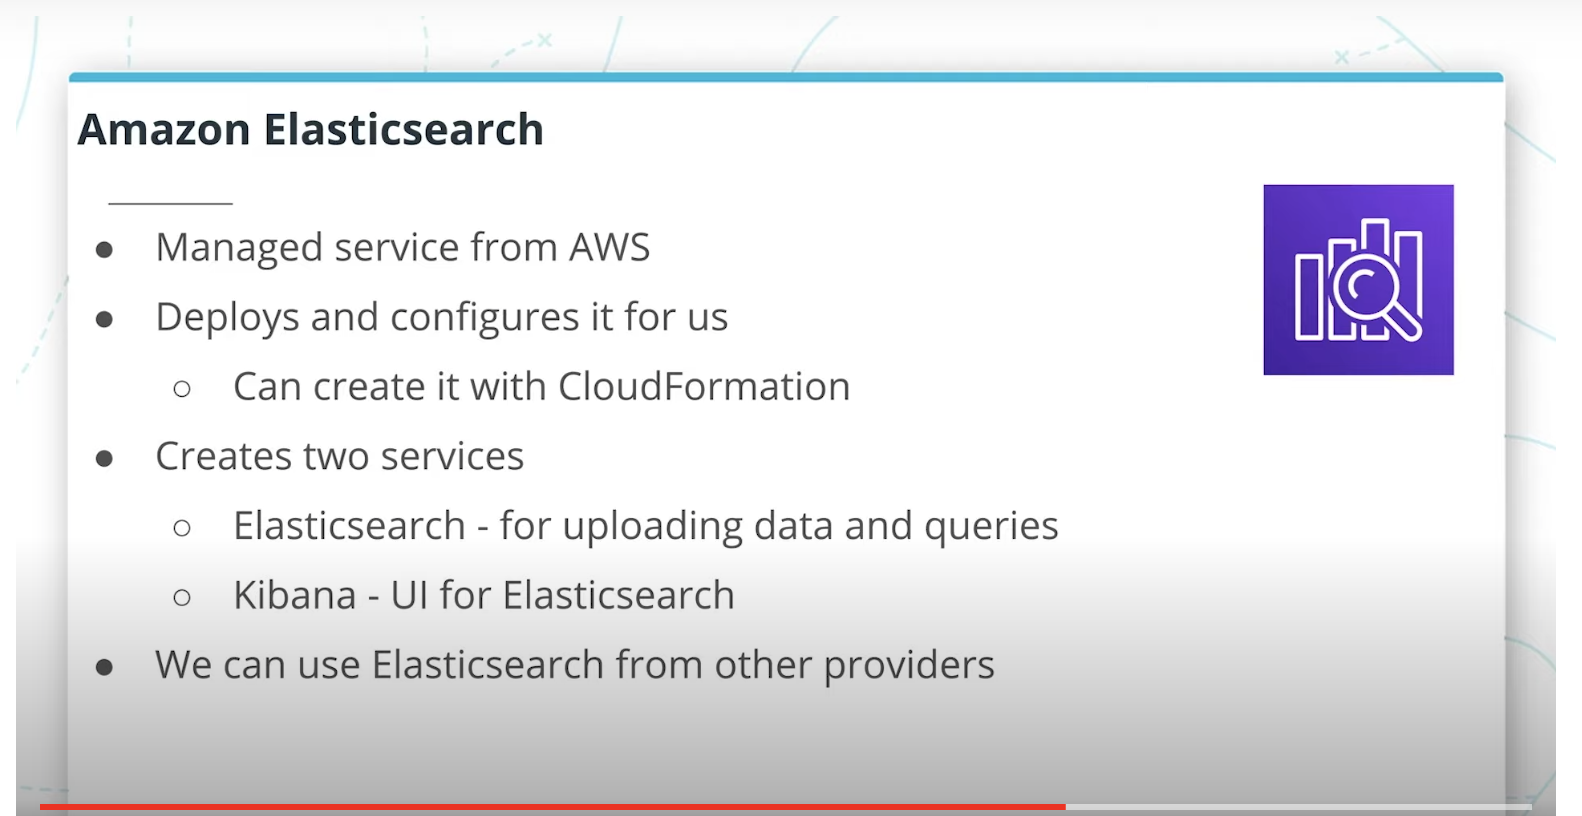 Amazon Elasticsearch
● Managed service from AWS
● Deploys and configures it for us
○ Can create it with CloudFormation
● Creates two services
○ Elasticsearch - for uploading data and queries
○ Kibana - UI for Elasticsearch
● We can use Elasticsearch from other providers